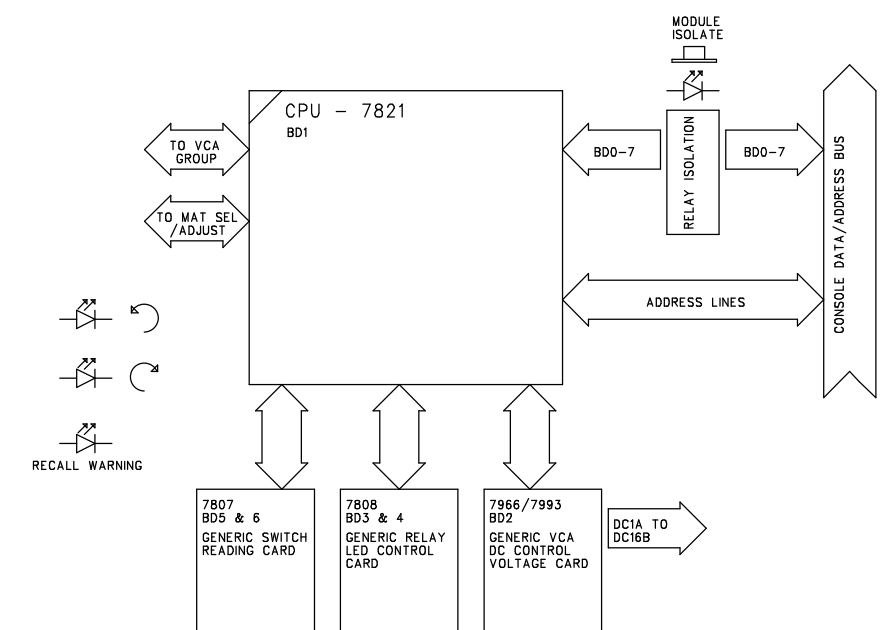 MODULE
ISOLATE
CPU - 7821
BD1
TO VCA
GROUP
BD0-7
RELAY ISOLATION
BD0-7
CONSOLE DATA/ADDRESS BUS
TO MAT SEL
/ADJUST
ADDRESS LINES
RECALL WARNING
7807
BD5 & 6
GENERIC SWITCH
READING CARD
7808
BD3 & 4
GENERIC RELAY
LED CONTROL
CARD
7966/7993
BD2
GENERIC VCA
DC CONTROL
VOLTAGE CARD
DC1A TO
DC16B